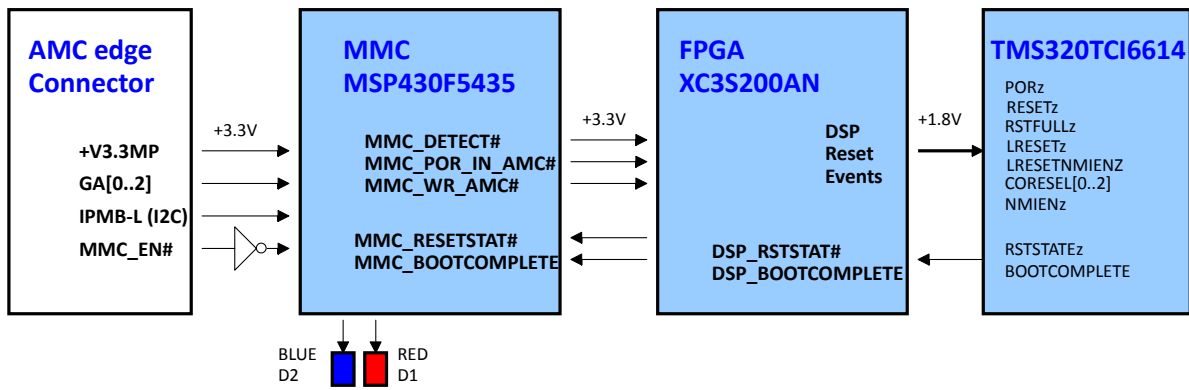 AMC edge
Connector
+V3.3MP
GA[0..2]
IPMB-L (I2C)
MMC_EN#
+3.3V
MMC
MSP430F5435
MMC_DETECT#
MMC_POR_IN_AMC#
MMC_WR_AMC#
MMC_RESETSTAT#
MMC_BOOTCOMPLETE
BLUE
D2
RED
D1
+3.3V
FPGA
XC3S200AN
DSP
Reset
Events
DSP_RSTSTAT#
DSP_BOOTCOMPLETE
+1.8V
TMS320TCI6614
PORz
RESETz
RSTFULLz
LRESETz
LRESETNMIENZ
CORESEL[0..2]
NMIENz
RSTSTATEz
BOOTCOMPLETE